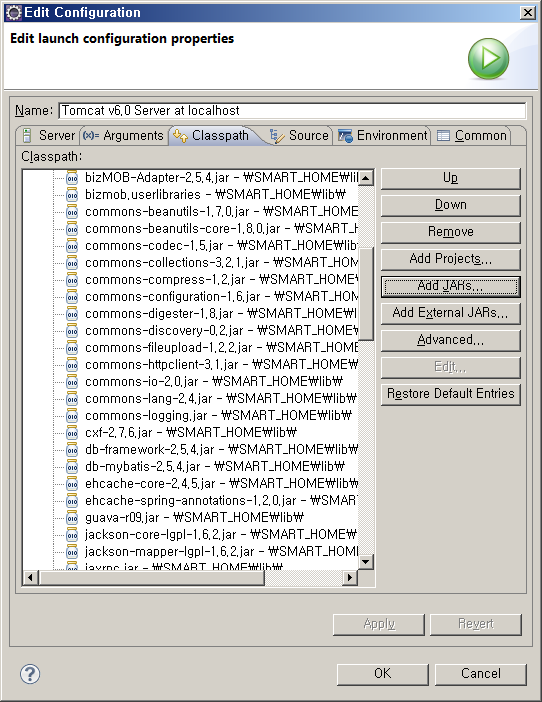 Edit Configuration
Edit launch configuration properties
Name: Tomcat v6.0 Server at localhost
Server (x)= Arguments Classpath Source Environment Common
Classpath:
bizMOB-Adapter-2.5.4.jar - ₩SMART_HOME₩lib
bizmob.userlibraries - ₩SMART_HOME₩lib₩
commons-beanutils-1.7.0.jar - ₩SMART_HOME
commons-beanutils-core-1.8.0.jar - ₩SMART_
commons-codec-1.5.jar - ₩SMART_HOME₩lib₩
commons-collections-3.2.1.jar - ₩SMART_HO
commons-compress-1.2.jar - ₩SMART_HOME
commons-configuration-1.6.jar - ₩SMART_HO
commons-digester-1.8.jar - ₩SMART_HOME₩
commons-discovery-0.2.jar - ₩SMART_HOME
commons-fileupload-1.2.2.jar - ₩SMART_HOM
commons-httpclient-3.1.jar - ₩SMART_HOME
commons-io-2.0.jar - ₩SMART_HOME₩lib₩
commons-lang-2.4.jar - ₩SMART_HOME₩lib₩
commons-logging.jar - ₩SMART_HOME₩lib₩
cxf-2.7.6.jar - ₩SMART_HOME₩lib₩
db-framework-2.5.4.jar - ₩SMART_HOME₩lib₩
db-mybatis-2.5.4.jar - ₩SMART_HOME₩lib₩
ehcache-core-2.4.5.jar - ₩SMART_HOME₩lib₩
ehcache-spring-annotations-1.2.0.jar - ₩SMA
guava-r09.jar - ₩SMART_HOME₩lib₩
jackson-core-lgpl-1.6.2.jar - ₩SMART_HOME
jackson-mapper-lgpl-1.6.2.jar - ₩SMART_HOM
jaxrpc.jar - ₩SMART_HOME₩lib₩
Up
Down
Remove
Add Projects...
Add JARs...
Add External JARs...
Advanced...
Edit...
Restore Default Entries
Apply
Revert
OK
Cancel